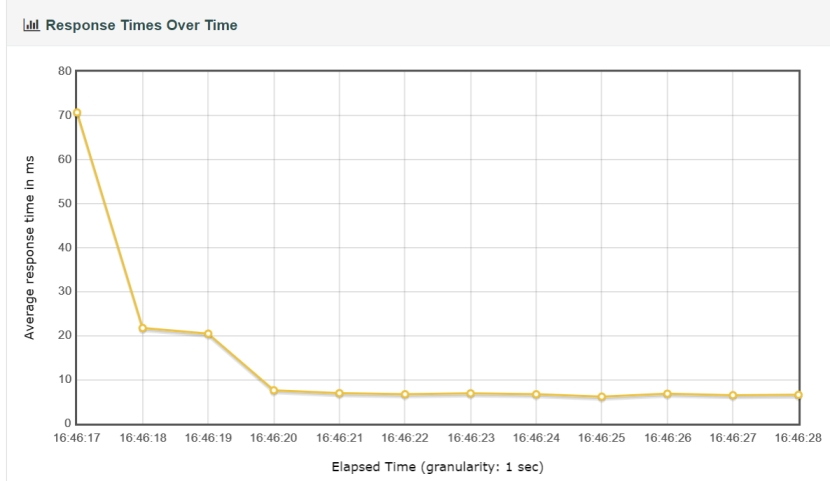 Response Times Over Time
80
70
60
50
40
30
20
10
0
Average response time in ms
16:46:17 16:46:18 16:46:19 16:46:20 16:46:21 16:46:22 16:46:23 16:46:24 16:46:25 16:46:26 16:46:27 16:46:28
Elapsed Time (granularity: 1 sec)